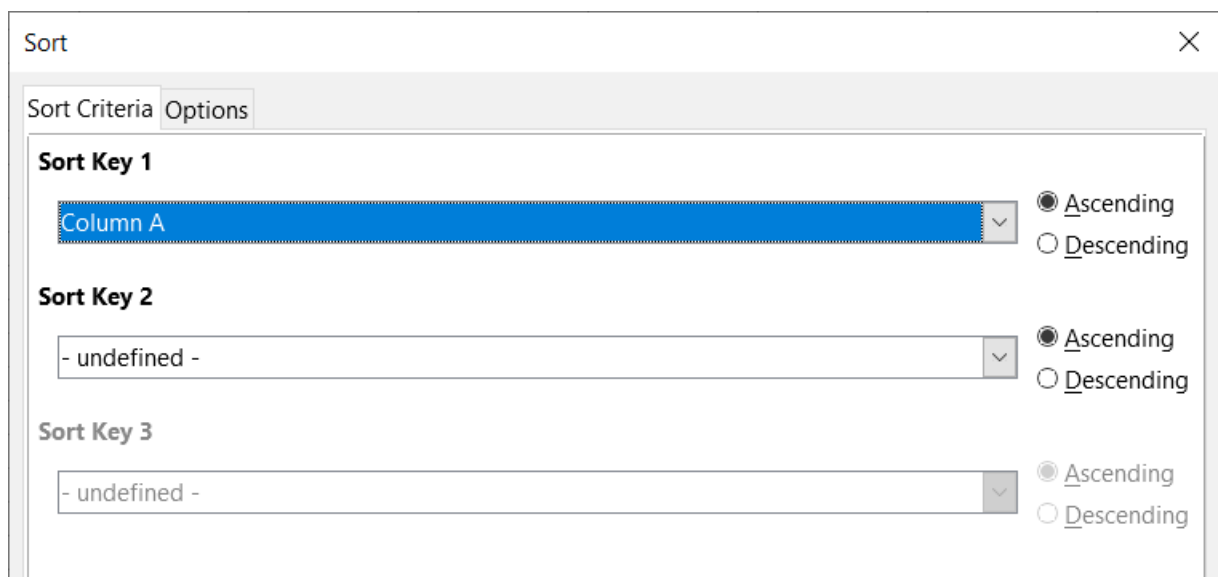 Sort
Sort Criteria Options
Sort Key 1
Column A
Ascending
Descending
Sort Key 2
- undefined -
Ascending
Descending
Sort Key 3
- undefined -
Ascending
Descending